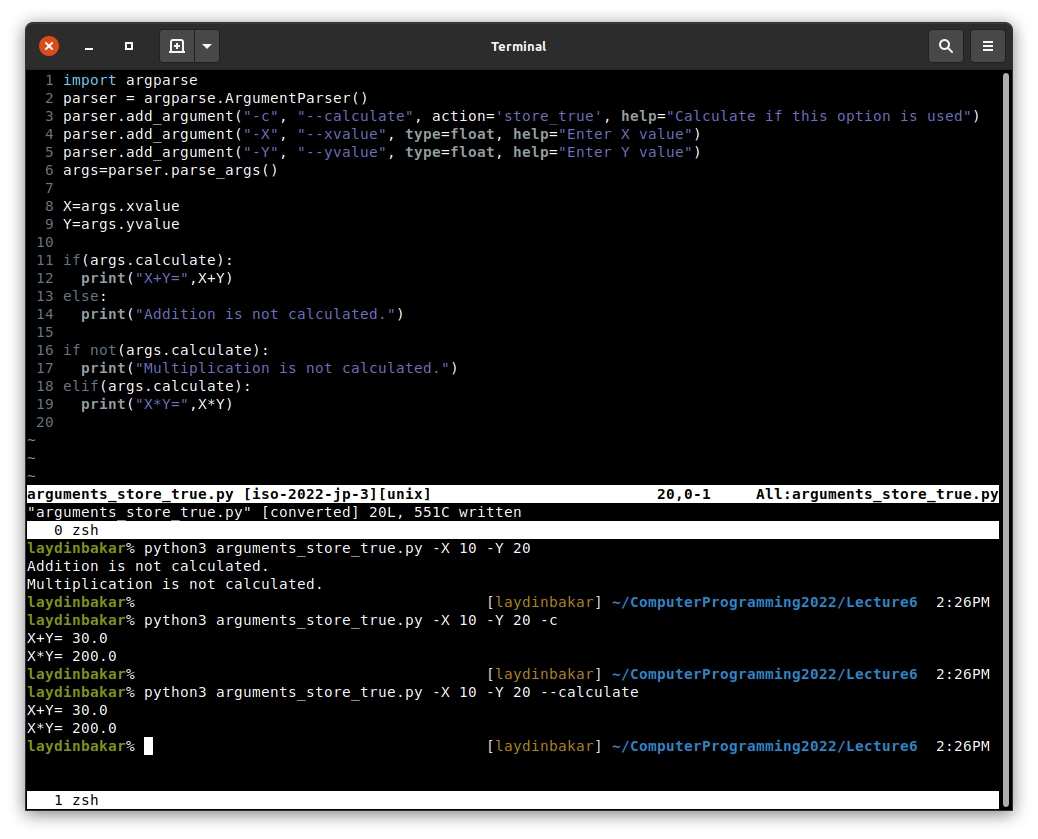 Terminal
1 import argparse
2 parser = argparse.ArgumentParser()
3 parser.add_argument("-c", "--calculate", action='store_true', help="Calculate if this option is used")
4 parser.add_argument("-X", "--xvalue", type=float, help="Enter X value")
5 parser.add_argument("-Y", "--yvalue", type=float, help="Enter Y value")
6 args=parser.parse_args()
7
8 X=args.xvalue
9 Y=args.yvalue
10
11 if(args.calculate):
12   print("X+Y=",X+Y)
13 else:
14   print("Addition is not calculated.")
15
16 if not(args.calculate):
17   print("Multiplication is not calculated.")
18 elif(args.calculate):
19   print("X*Y=",X*Y)
20
~
~
~
arguments_store_true.py [iso-2022-jp-3][unix] 20,0-1 All:arguments_store_true.py
"arguments_store_true.py" [converted] 20L, 551C written
0 zsh
laydinbakar% python3 arguments_store_true.py -X 10 -Y 20
Addition is not calculated.
Multiplication is not calculated.
laydinbakar% [laydinbakar] ~/ComputerProgramming2022/Lecture6 2:26PM
laydinbakar% python3 arguments_store_true.py -X 10 -Y 20 -c
X+Y= 30.0
X*Y= 200.0
laydinbakar% [laydinbakar] ~/ComputerProgramming2022/Lecture6 2:26PM
laydinbakar% python3 arguments_store_true.py -X 10 -Y 20 --calculate
X+Y= 30.0
X*Y= 200.0
laydinbakar% [laydinbakar] ~/ComputerProgramming2022/Lecture6 2:26PM
1 zsh